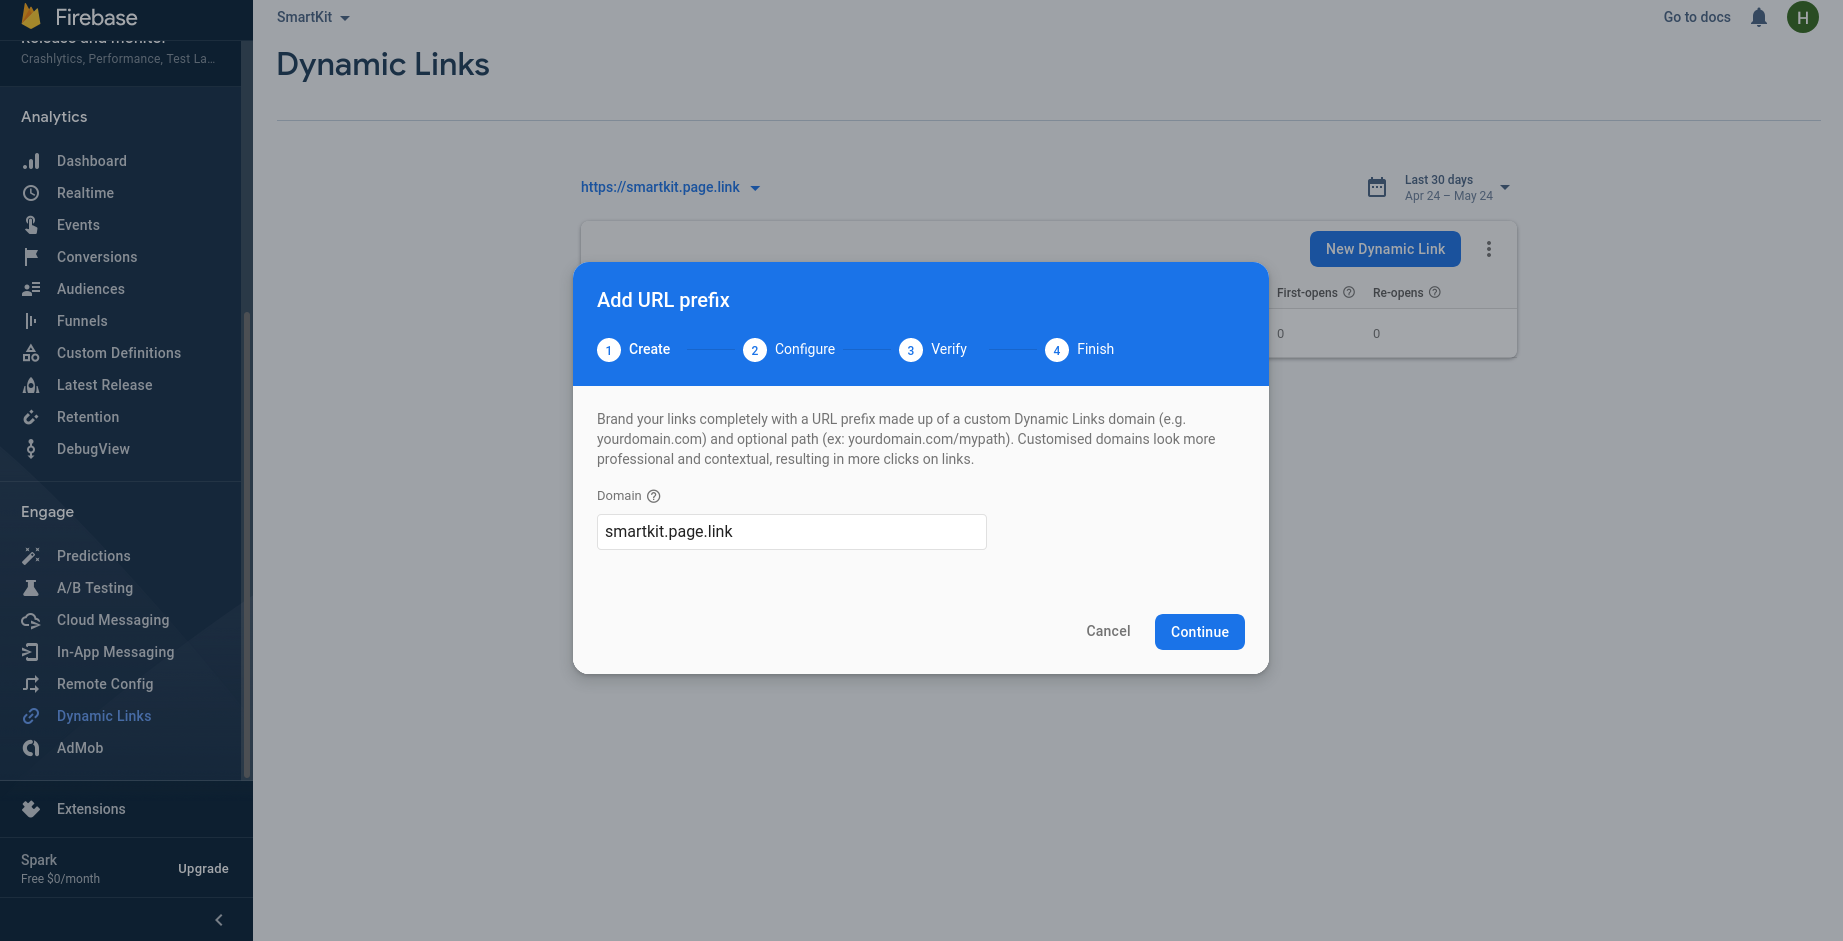 Firebase
Release and monitor
Crashlytics, Performance, Test La…
Analytics
Dashboard
Realtime
Events
Conversions
Audiences
Funnels
Custom Definitions
Latest Release
Retention
DebugView
Engage
Predictions
A/B Testing
Cloud Messaging
In-App Messaging
Remote Config
Dynamic Links
AdMob
Extensions
Spark
Free $0/month
Upgrade
SmartKit
Go to docs
H
Dynamic Links
https://smartkit.page.link
Last 30 days
Apr 24 – May 24
New Dynamic Link
First-opens
Re-opens
0
0
Add URL prefix
1 Create
2 Configure
3 Verify
4 Finish
Brand your links completely with a URL prefix made up of a custom Dynamic Links domain (e.g.
yourdomain.com) and optional path (ex: yourdomain.com/mypath). Customised domains look more
professional and contextual, resulting in more clicks on links.
Domain
smartkit.page.link
Cancel
Continue